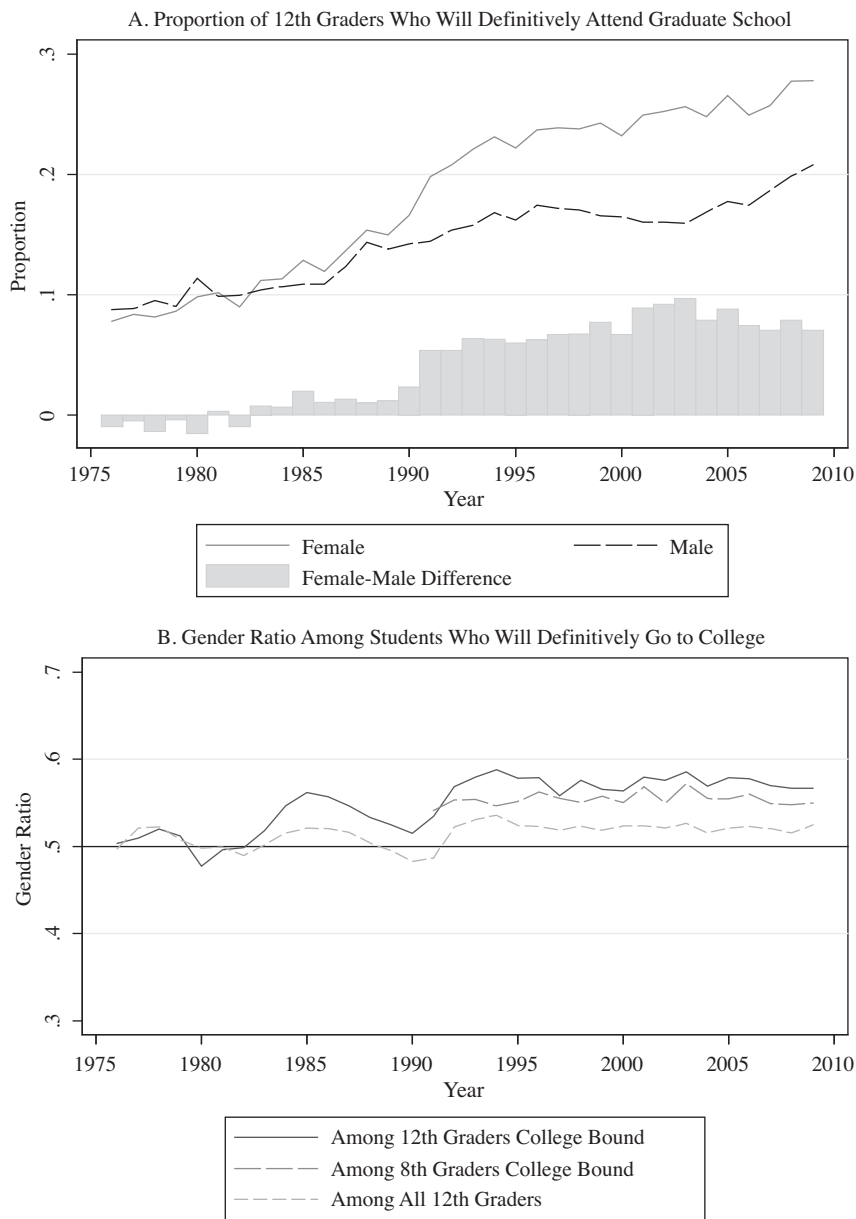 A. Proportion of 12th Graders Who Will Definitively Attend Graduate School
.3
.2
.1
0
Proportion
1975 1980 1985 1990 1995 2000 2005 2010
Year
Female Male
Female-Male Difference
B. Gender Ratio Among Students Who Will Definitively Go to College
.7
.6
.5
.4
.3
Gender Ratio
1975 1980 1985 1990 1995 2000 2005 2010
Year
Among 12th Graders College Bound
Among 8th Graders College Bound
Among All 12th Graders